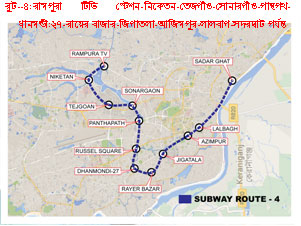 রুট-৪:রামপুরা টিভি স্টেশন-নিকেতন-তেজগাঁও-সোনারগাঁও-পান্থপথ-
ধানমন্ডী:২৭-রায়ের বাজার-জিগাতলা-আজিমপুর-লালবাগ-সদরঘাট পর্যন্ত
SADAR GHAT
RAMPURA TV
NIKETAN
SONARGAON
TEJGOAN
PANTHAPATH
LALBAGH
AZIMPUR
RUSSEL SQUARE
JIGATALA
DHANMONDI-27
RAYER BAZAR
Keraniganj
SUBWAY ROUTE - 4